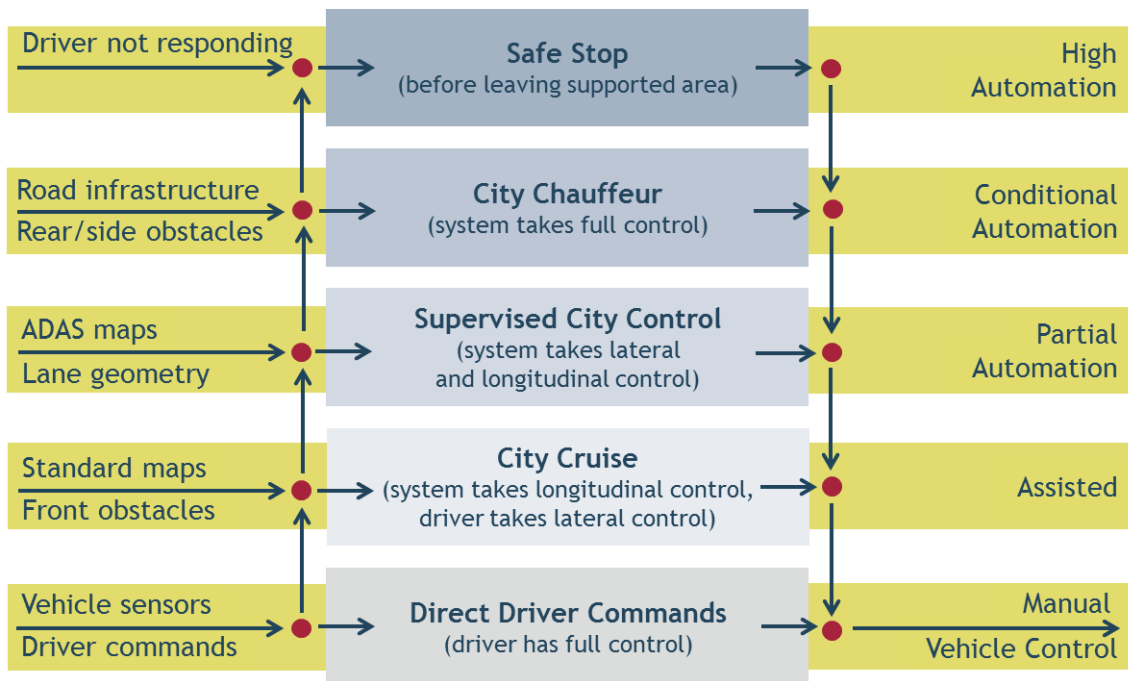 Driver not responding
Safe Stop
(before leaving supported area)
High
Automation
Road infrastructure
Rear/side obstacles
City Chauffeur
(system takes full control)
Conditional
Automation
ADAS maps
Lane geometry
Supervised City Control
(system takes lateral
and longitudinal control)
Partial
Automation
Standard maps
Front obstacles
City Cruise
(system takes longitudinal control,
driver takes lateral control)
Assisted
Vehicle sensors
Driver commands
Direct Driver Commands
(driver has full control)
Manual
Vehicle Control